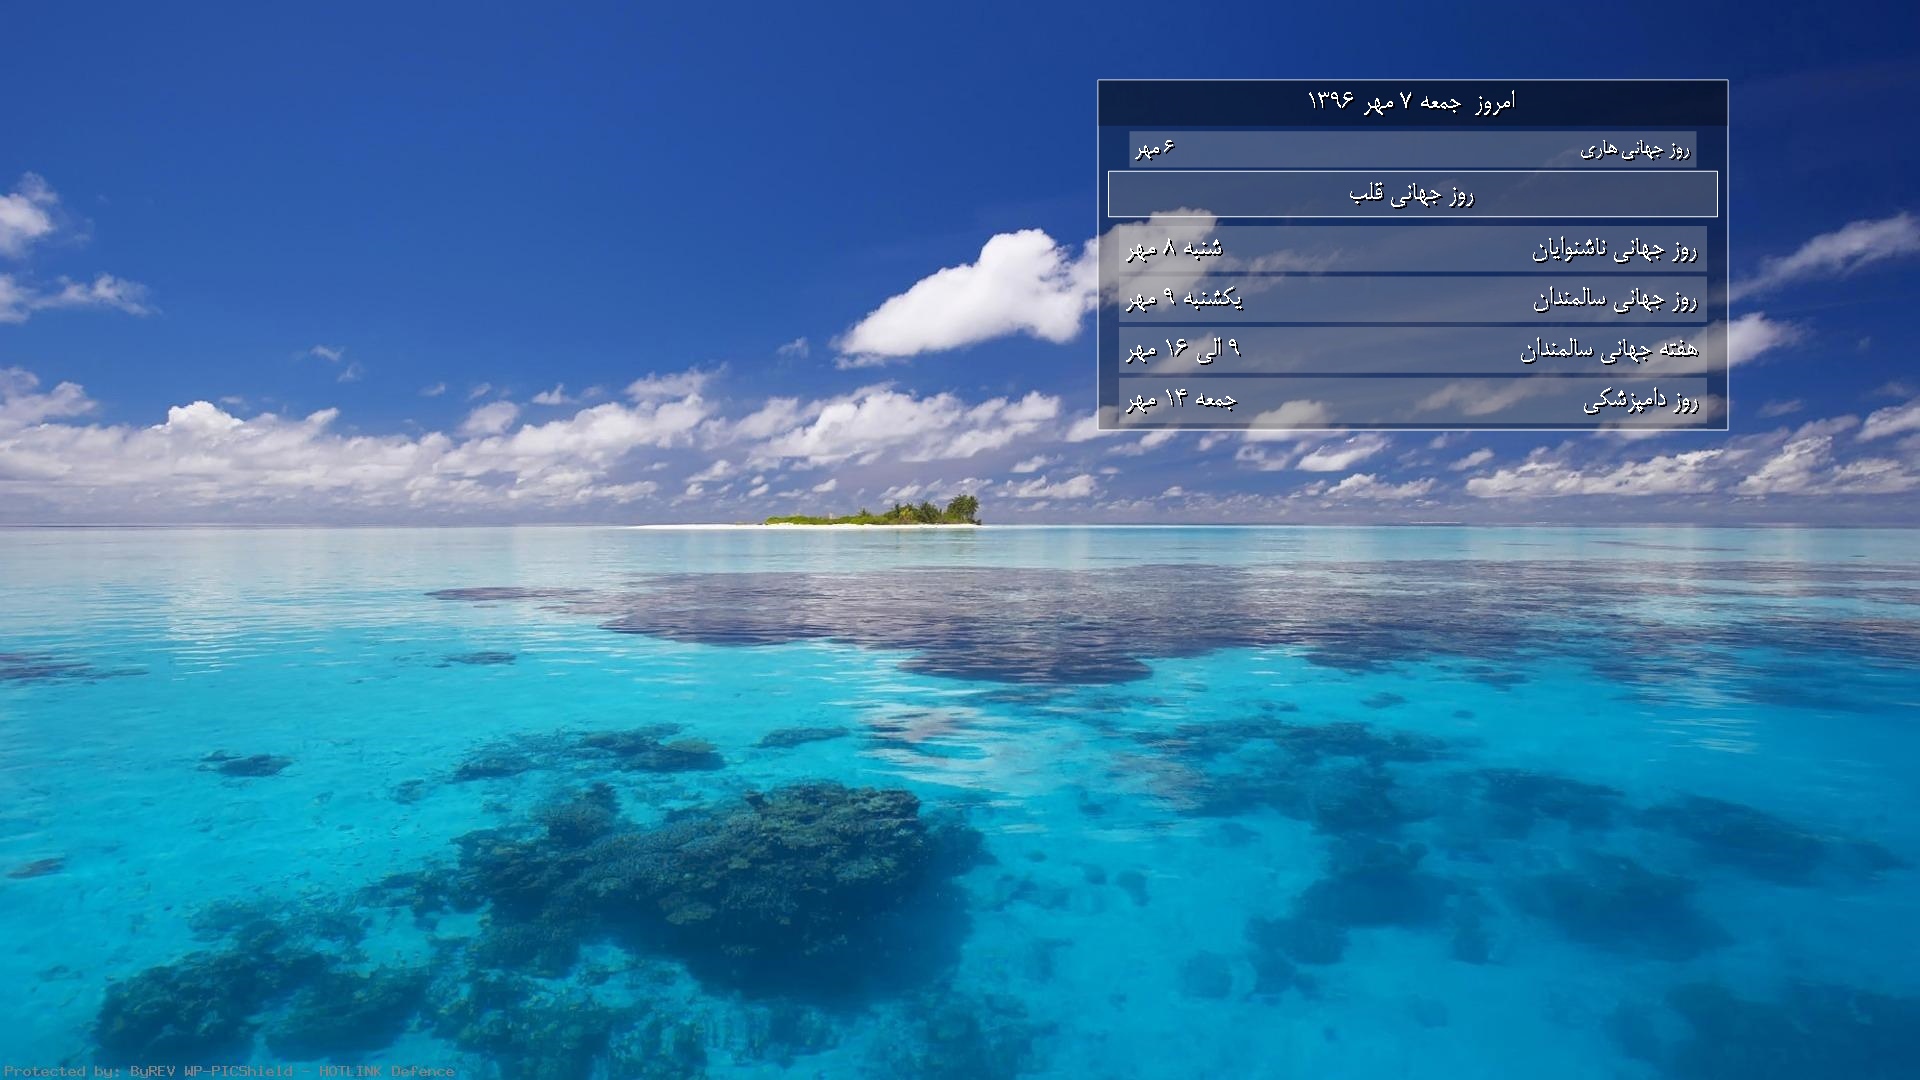 امروز جمعه ۷ مهر ۱۳۹۶
روز جهانی هاری ۶ مهر
روز جهانی قلب
روز جهانی ناشنوایان شنبه ۸ مهر
روز جهانی سالمندان یکشنبه ۹ مهر
هفته جهانی سالمندان ۹ الی ۱۶ مهر
روز دامپزشکی جمعه ۱۴ مهر
Protected by: ByREV WP-PICShield - HOTLINK Defence